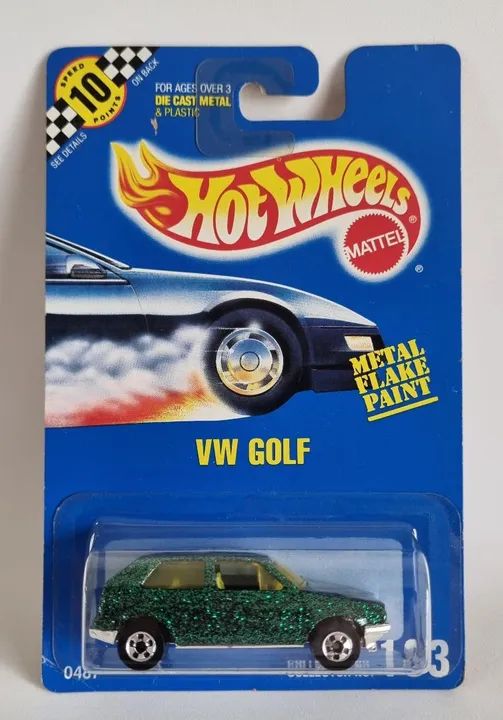 SPEED
10
POINTS
SEE DETAILS
ON BACK
FOR AGES OVER 3
DIE CAST METAL
& PLASTIC
HOT WHEELS
®
MATTEL
®
METAL
FLAKE
PAINT
VW GOLF